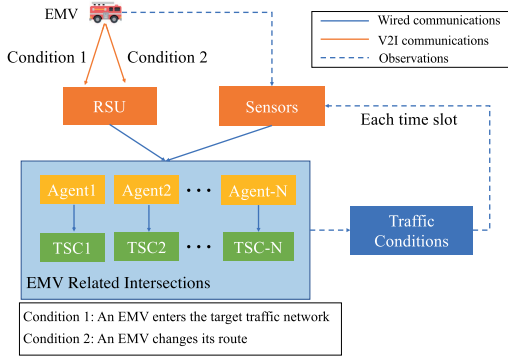 EMV
Wired communications
V2I communications
Observations
Condition 1
Condition 2
RSU
Sensors
Each time slot
Agent1
Agent2
• • •
Agent-N
TSC1
TSC2
• • •
TSC-N
Traffic
Conditions
EMV Related Intersections
Condition 1: An EMV enters the target traffic network
Condition 2: An EMV changes its route